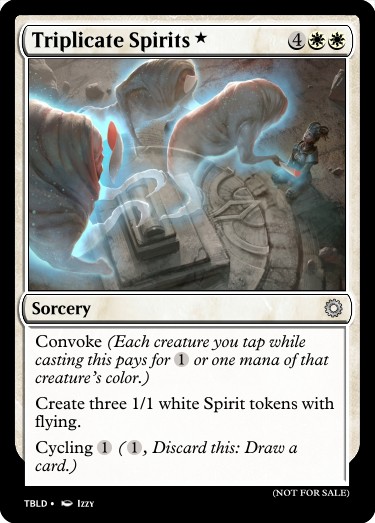 Triplicate Spirits★ 4
Sorcery
Convoke (Each creature you tap while
casting this pays for 1 or one mana of that
creature's color.)
Create three 1/1 white Spirit tokens with
flying.
Cycling 1 ( 1, Discard this: Draw a
card.)
(NOT FOR SALE)
TBLD • Izzy